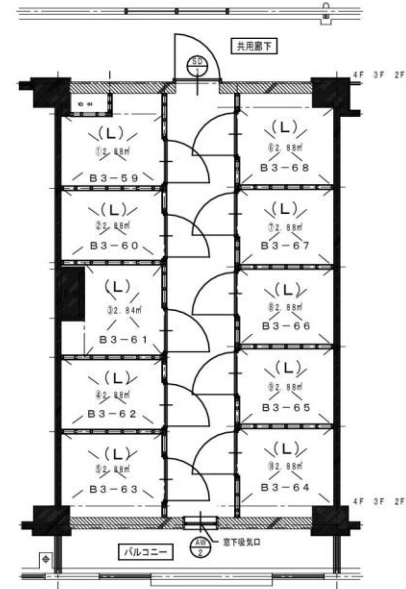 共用廊下
SD
1
4F 3F 2F
(L)
①2.88㎡
B3-59
(L)
⑥2.88㎡
B3-68
(L)
②2.88㎡
B3-60
(L)
⑦2.88㎡
B3-67
(L)
③2.84㎡
B3-61
(L)
⑧2.88㎡
B3-66
(L)
④2.88㎡
B3-62
(L)
⑨2.88㎡
B3-65
(L)
⑤2.88㎡
B3-63
(L)
⑩2.88㎡
B3-64
4F 3F 2F
バルコニー
AW
2
窓下吸気口